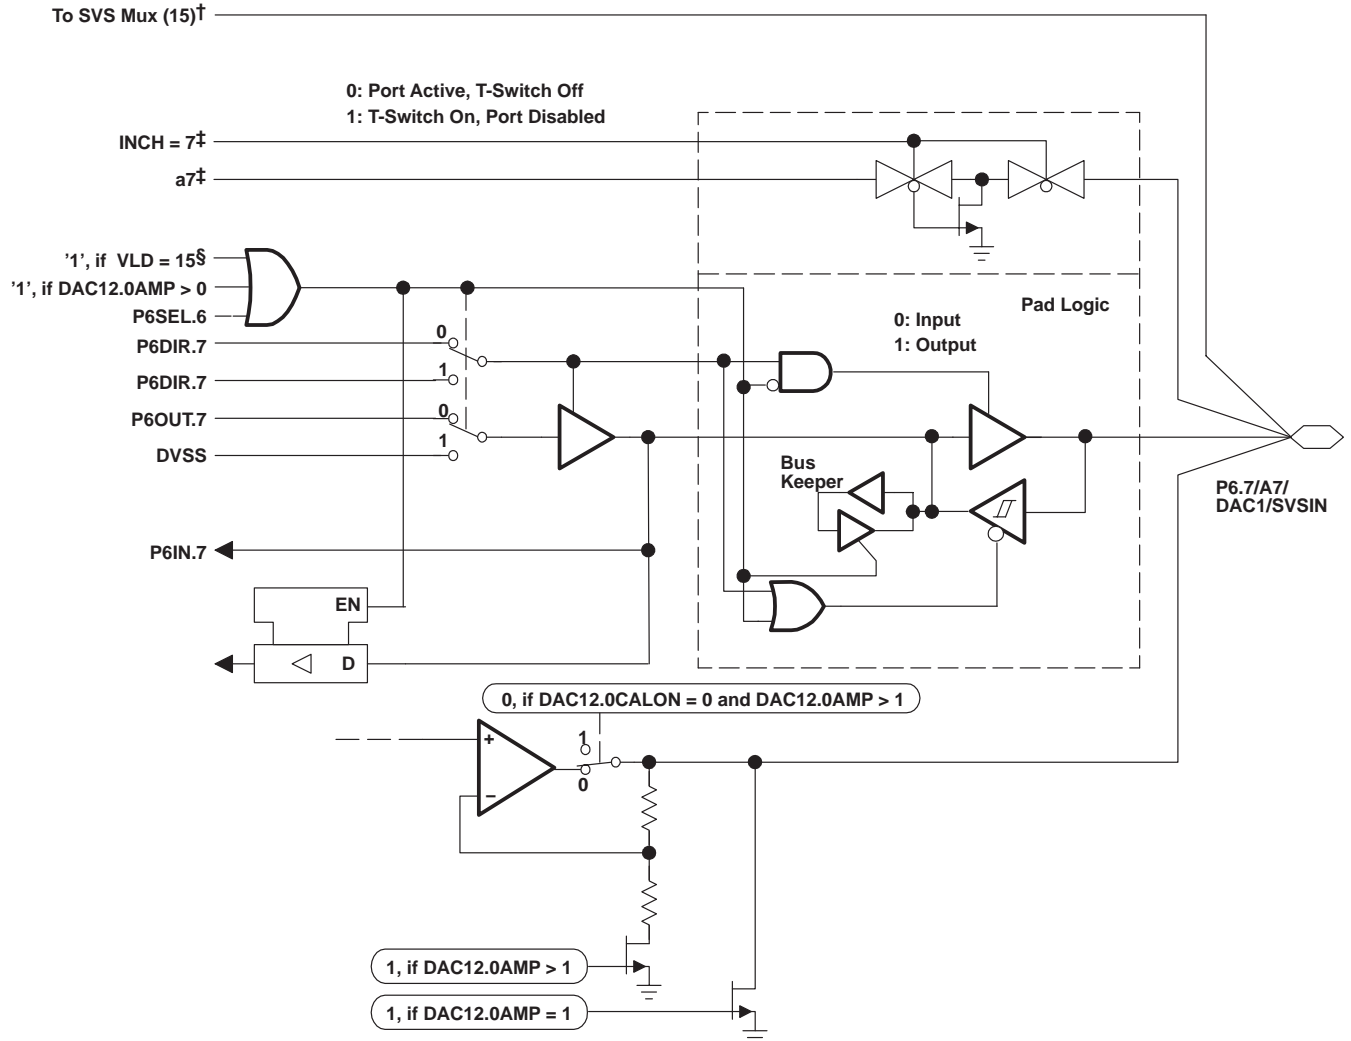 To SVS Mux (15)†
0: Port Active, T-Switch Off
1: T-Switch On, Port Disabled
INCH = 7‡
a7‡
'1', if VLD = 15§
'1', if DAC12.0AMP > 0
P6SEL.6
P6DIR.7
0
P6DIR.7
1
P6OUT.7
0
DVSS
1
Pad Logic
0: Input
1: Output
Bus
Keeper
P6.7/A7/
DAC1/SVSIN
P6IN.7
EN
D
0, if DAC12.0CALON = 0 and DAC12.0AMP > 1
+
−
1
0
1, if DAC12.0AMP > 1
1, if DAC12.0AMP = 1